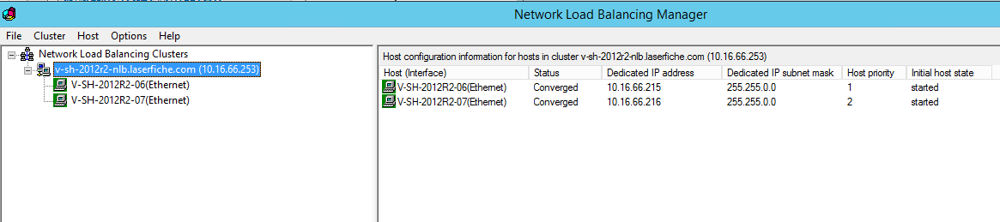 Network Load Balancing Manager
File Cluster Host Options Help
Network Load Balancing Clusters
v-sh-2012r2-nlb.laserfiche.com (10.16.66.253)
V-SH-2012R2-06(Ethernet)
V-SH-2012R2-07(Ethernet)
Host configuration information for hosts in cluster v-sh-2012r2-nlb.laserfiche.com (10.16.66.253)
Host (Interface) Status Dedicated IP address Dedicated IP subnet mask Host priority Initial host state
V-SH-2012R2-06(Ethernet) Converged 10.16.66.215 255.255.0.0 1 started
V-SH-2012R2-07(Ethernet) Converged 10.16.66.216 255.255.0.0 2 started